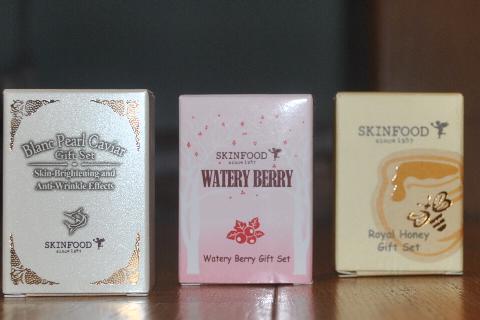 Blanc Pearl Caviar
Gift Set
Skin-Brightening and
Anti-Wrinkle Effects
SKINFOOD
since 1957
SKINFOOD
since 1957
WATERY BERRY
Watery Berry Gift Set
SKINFOOD
since 1957
Royal Honey
Gift Set